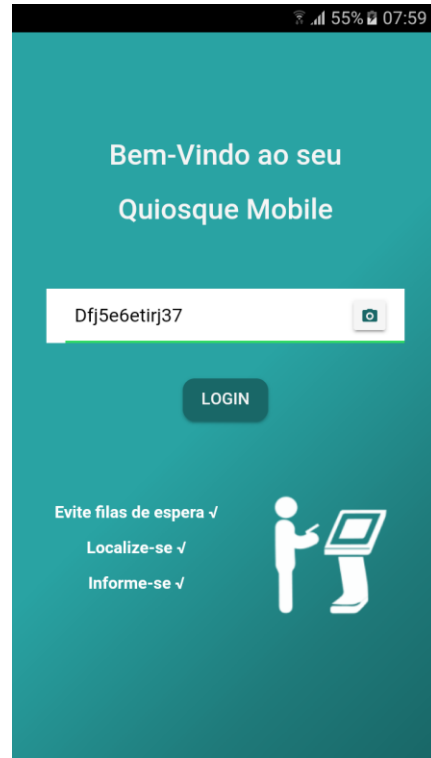 55% 07:59
Bem-Vindo ao seu
Quiosque Mobile
Dfj5e6etirj37
LOGIN
Evite filas de espera √
Localize-se √
Informe-se √